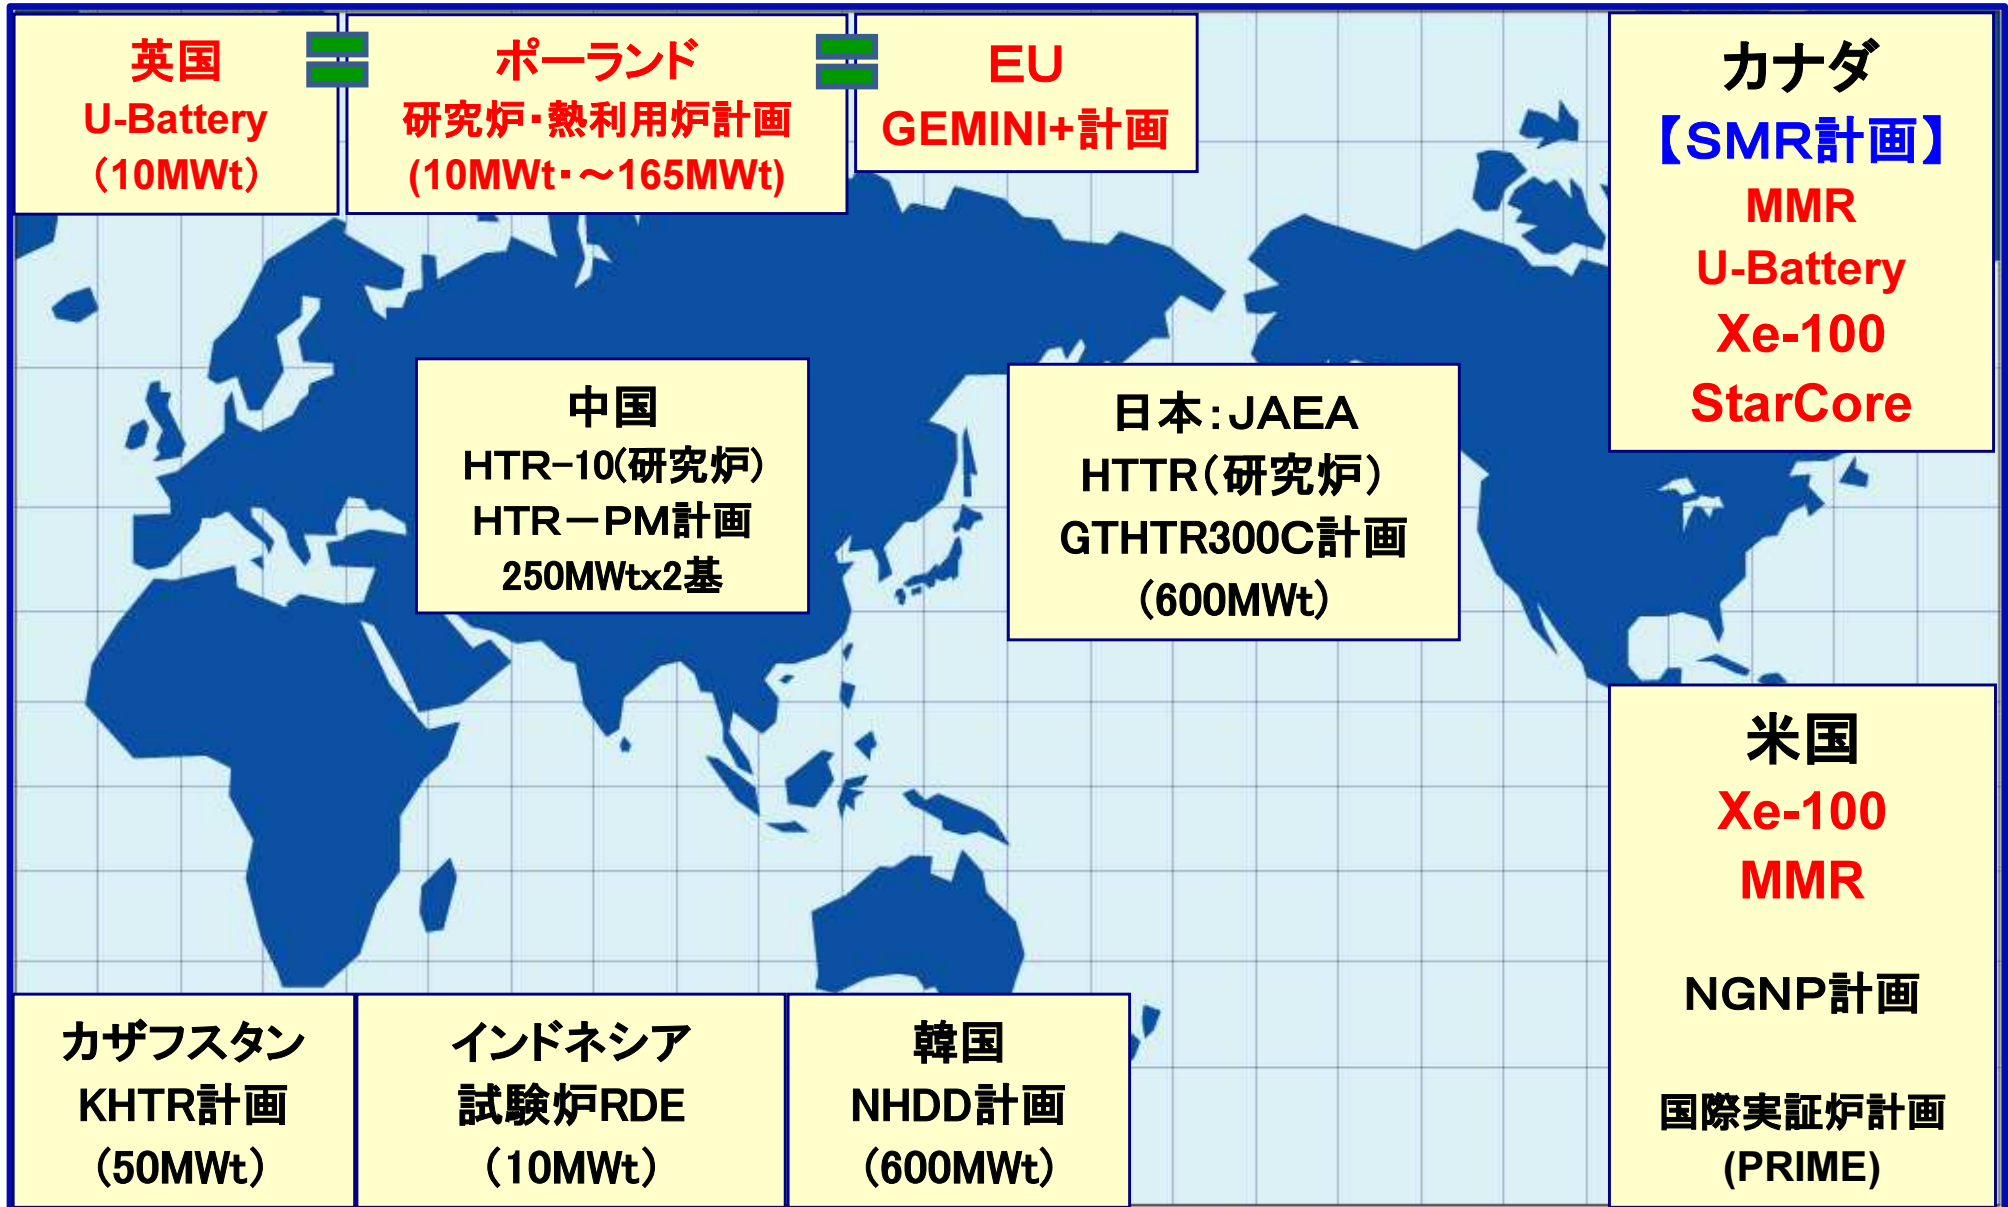 英国
U-Battery
(10MWt)
ポーランド
研究炉・熱利用炉計画
(10MWt・～165MWt)
EU
GEMINI+計画
カナダ
【SMR計画】
MMR
U-Battery
Xe-100
StarCore
中国
HTR-10(研究炉)
HTR－PM計画
250MWtx2基
日本：JAEA
HTTR（研究炉）
GTHTR300C計画
(600MWt)
米国
Xe-100
MMR
NGNP計画
国際実証炉計画
(PRIME)
カザフスタン
KHTR計画
(50MWt)
インドネシア
試験炉RDE
(10MWt)
韓国
NHDD計画
(600MWt)